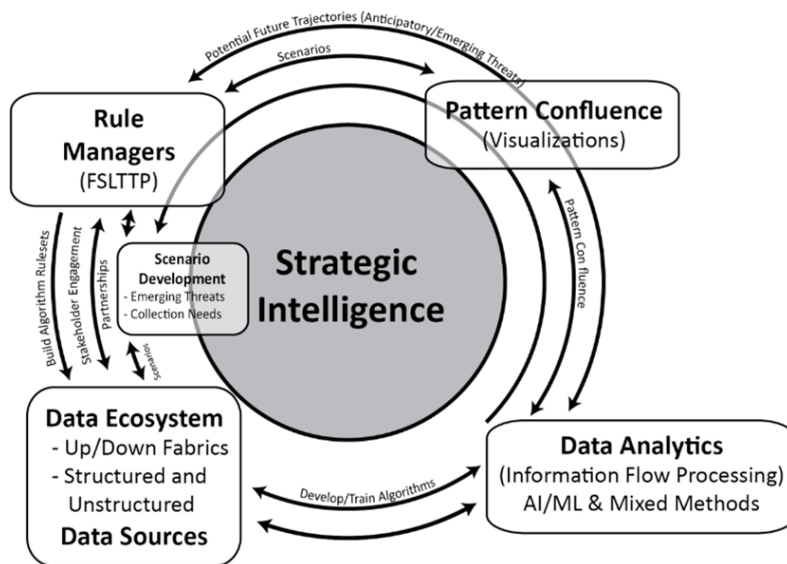 Potential Future Trajectories (Anticipatory/Emerging Threats)
Scenarios
Rule
Managers
(FSLTTP)
Pattern Confluence
(Visualizations)
Build Algorithm Rulesets
Stakeholder Engagement
Partnerships
Scenario
Development
- Emerging Threats
- Collection Needs
Strategic
Intelligence
Pattern Con fluence
Scenarios
Data Ecosystem
- Up/Down Fabrics
- Structured and
Unstructured
Data Sources
Develop/Train Algorithms
Data Analytics
(Information Flow Processing)
AI/ML & Mixed Methods